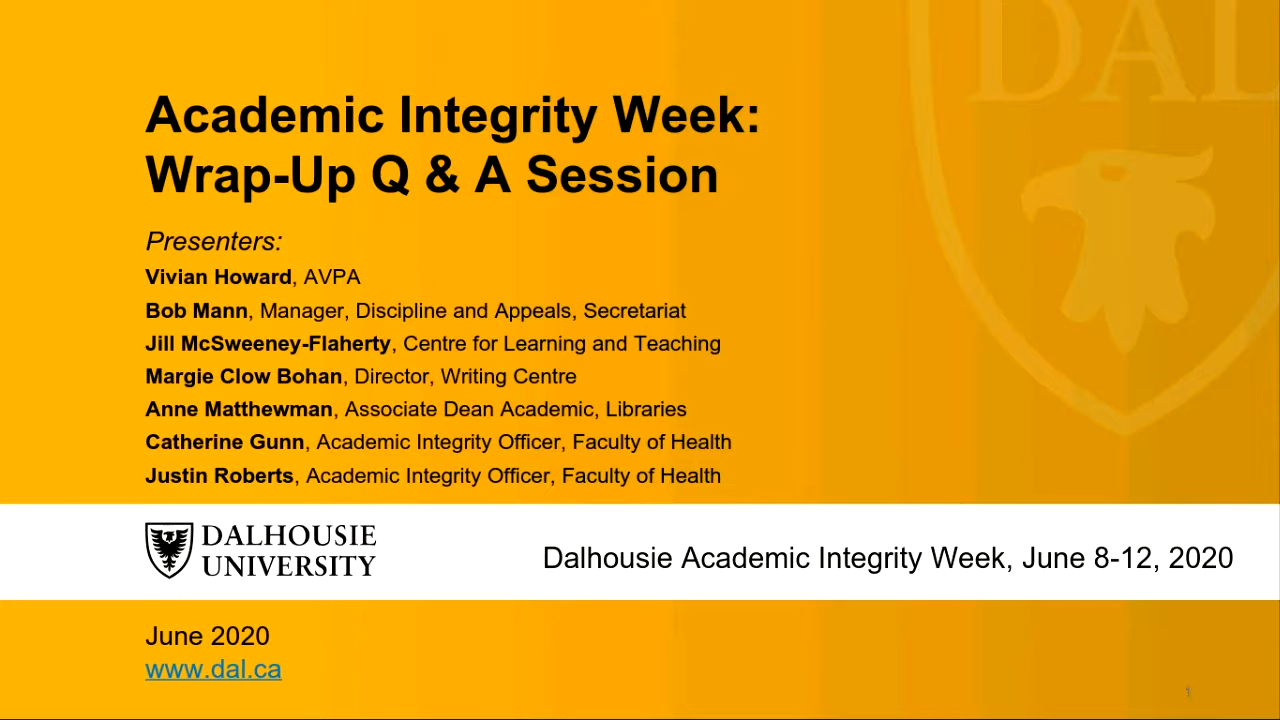 DAL
Academic Integrity Week:
Wrap-Up Q & A Session
Presenters:
Vivian Howard, AVPA
Bob Mann, Manager, Discipline and Appeals, Secretariat
Jill McSweeney-Flaherty, Centre for Learning and Teaching
Margie Clow Bohan, Director, Writing Centre
Anne Matthewman, Associate Dean Academic, Libraries
Catherine Gunn, Academic Integrity Officer, Faculty of Health
Justin Roberts, Academic Integrity Officer, Faculty of Health
DALHOUSIE
UNIVERSITY
Dalhousie Academic Integrity Week, June 8-12, 2020
June 2020
www.dal.ca
1